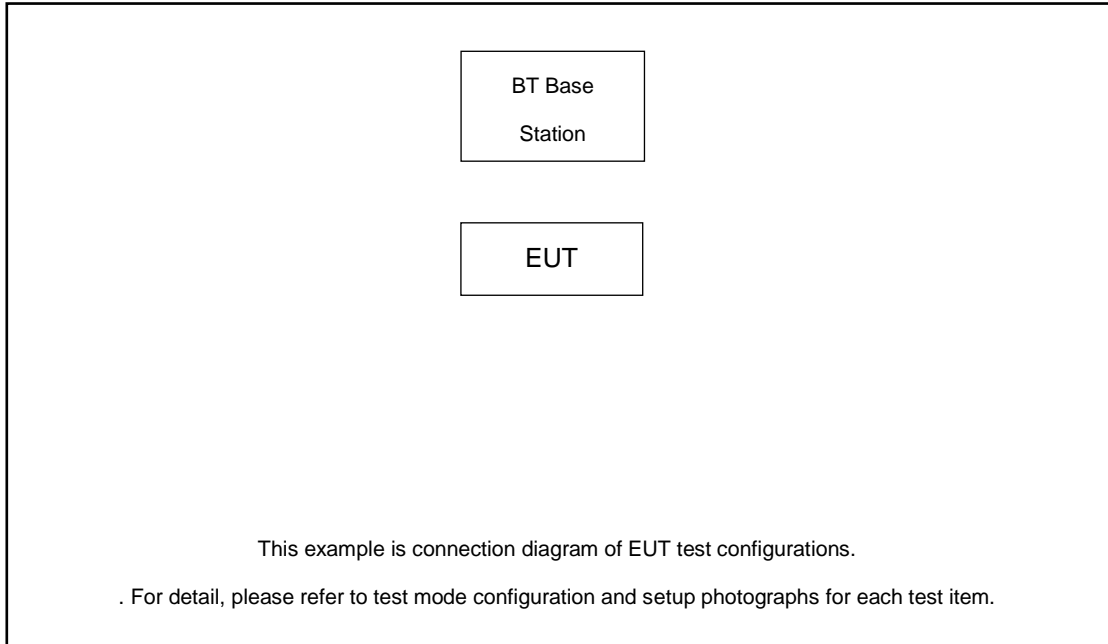 BT Base
Station
EUT
This example is connection diagram of EUT test configurations.
. For detail, please refer to test mode configuration and setup photographs for each test item.